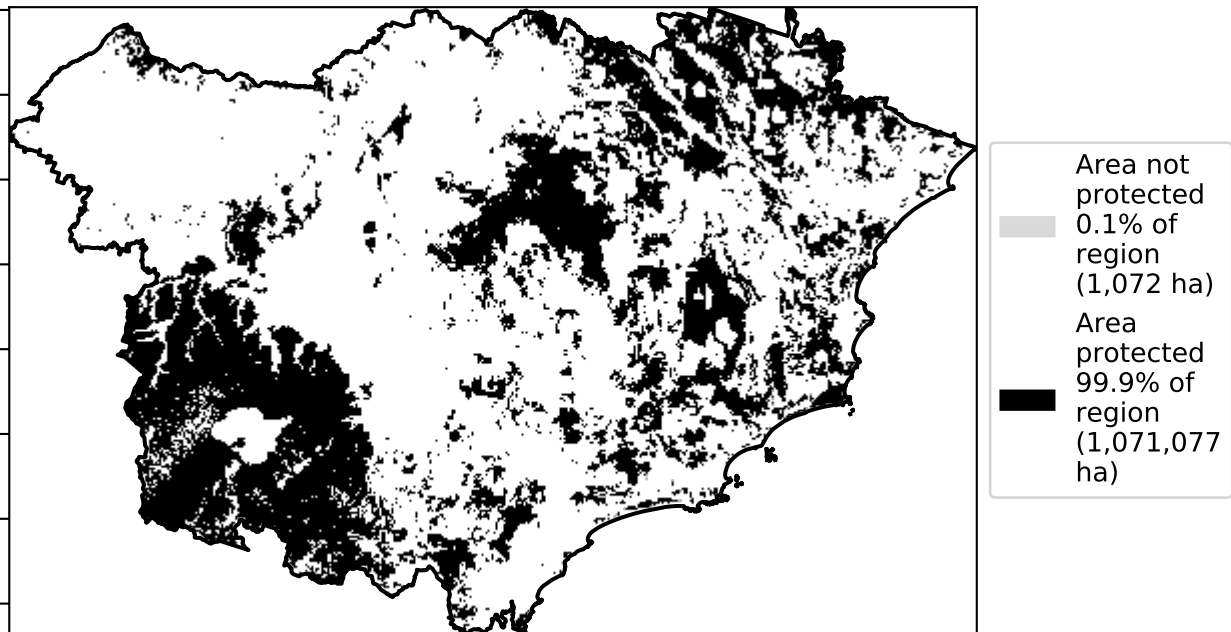 Area not
protected
0.1% of
region
(1,072 ha)
Area
protected
99.9% of
region
(1,071,077
ha)